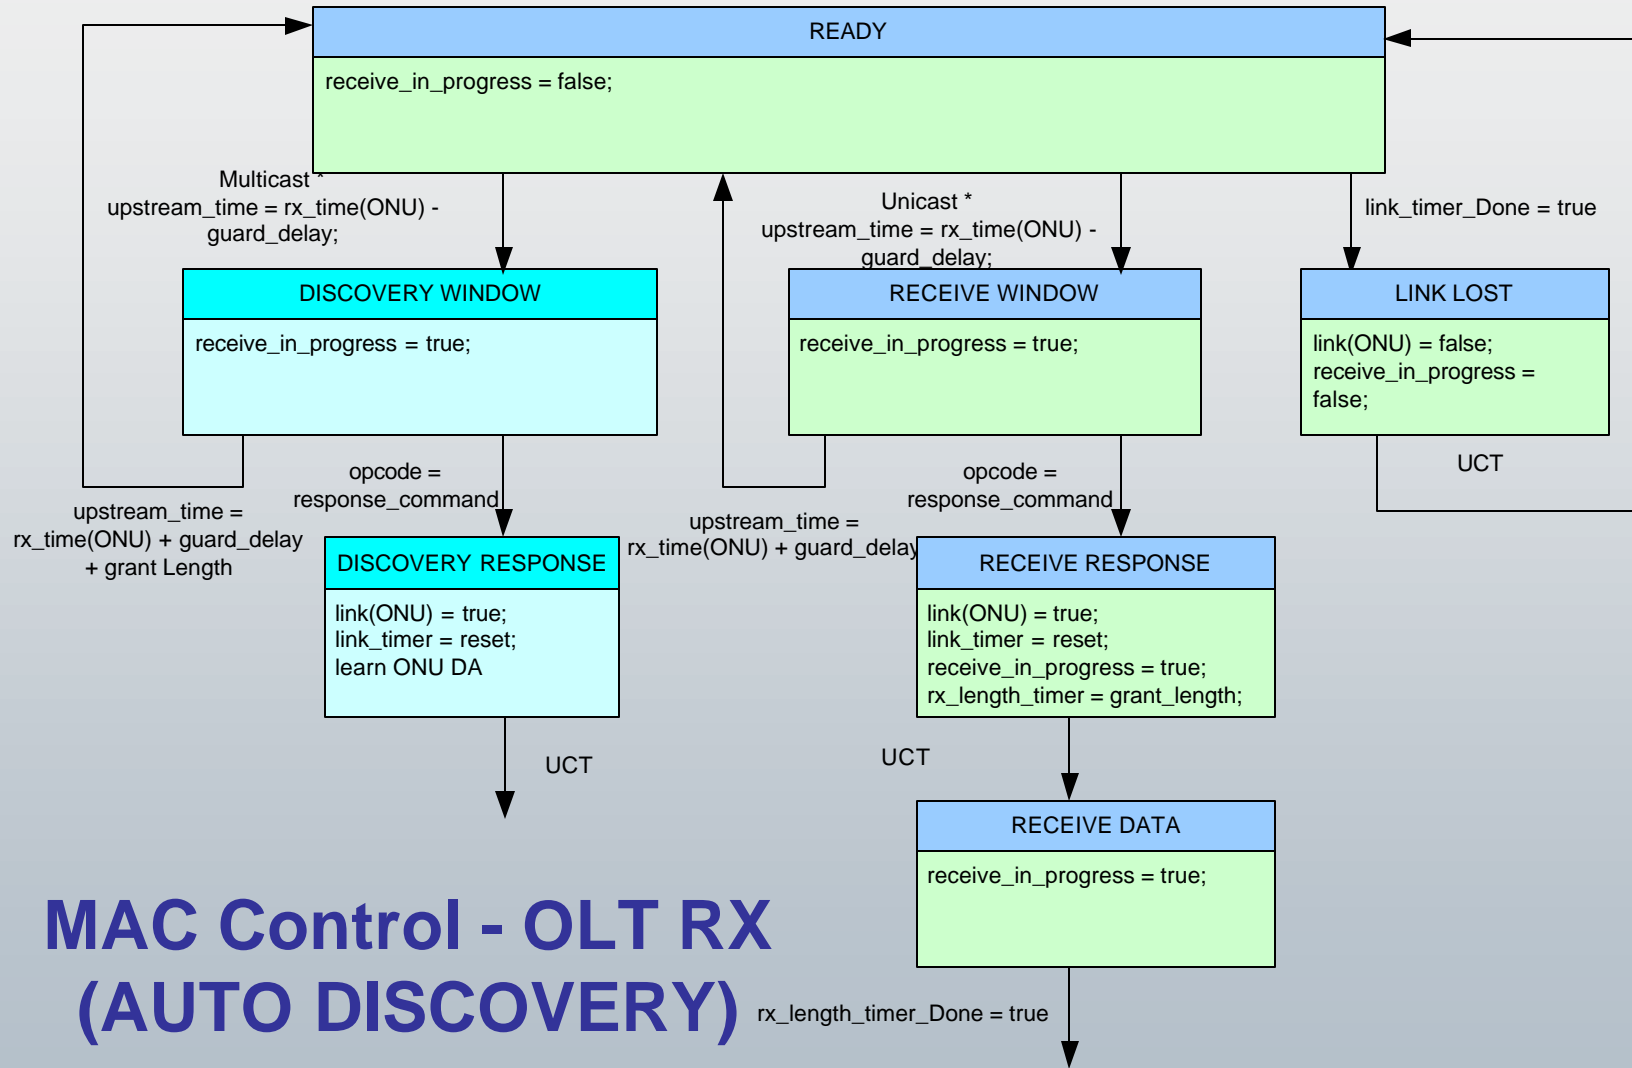 READY
receive_in_progress = false;
Multicast *
upstream_time = rx_time(ONU) -
guard_delay;
Unicast *
upstream_time = rx_time(ONU) -
guard_delay;
link_timer_Done = true
DISCOVERY WINDOW
receive_in_progress = true;
RECEIVE WINDOW
receive_in_progress = true;
LINK LOST
link(ONU) = false;
receive_in_progress =
false;
upstream_time =
rx_time(ONU) + guard_delay
+ grant Length
opcode =
response_command
upstream_time =
rx_time(ONU) + guard_delay
opcode =
response_command
UCT
DISCOVERY RESPONSE
link(ONU) = true;
link_timer = reset;
learn ONU DA
RECEIVE RESPONSE
link(ONU) = true;
link_timer = reset;
receive_in_progress = true;
rx_length_timer = grant_length;
UCT
UCT
RECEIVE DATA
receive_in_progress = true;
MAC Control - OLT RX
(AUTO DISCOVERY)
rx_length_timer_Done = true